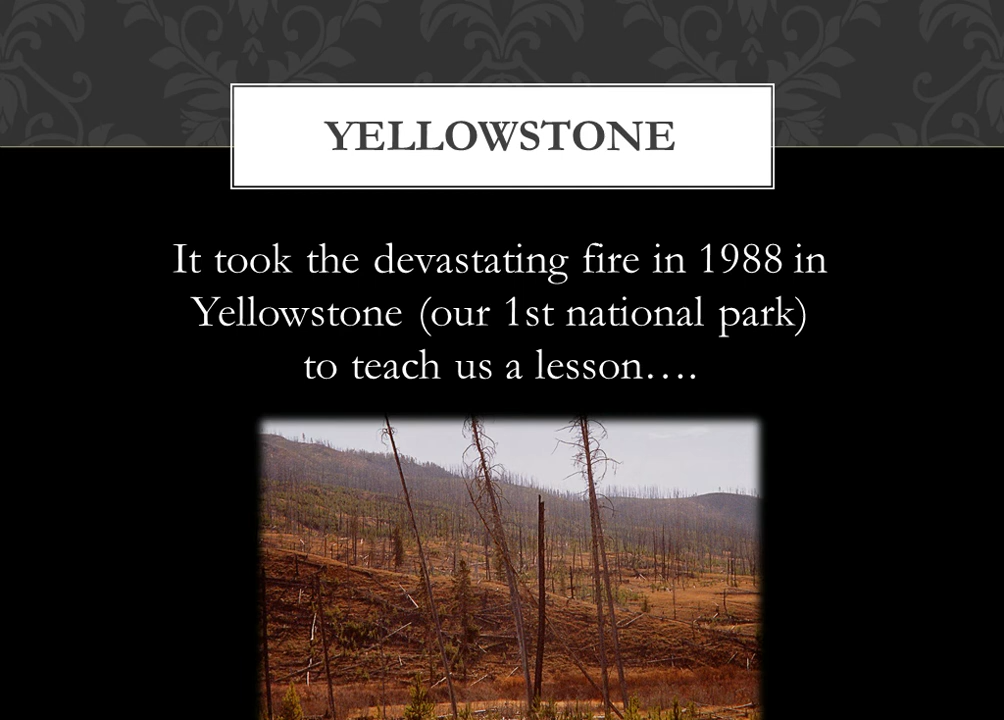 YELLOWSTONE
It took the devastating fire in 1988 in
Yellowstone (our 1st national park)
to teach us a lesson….